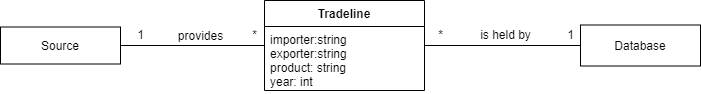 Tradeline
Source 1 provides * importer:string * is held by 1 Database
exporter:string
product: string
year: int